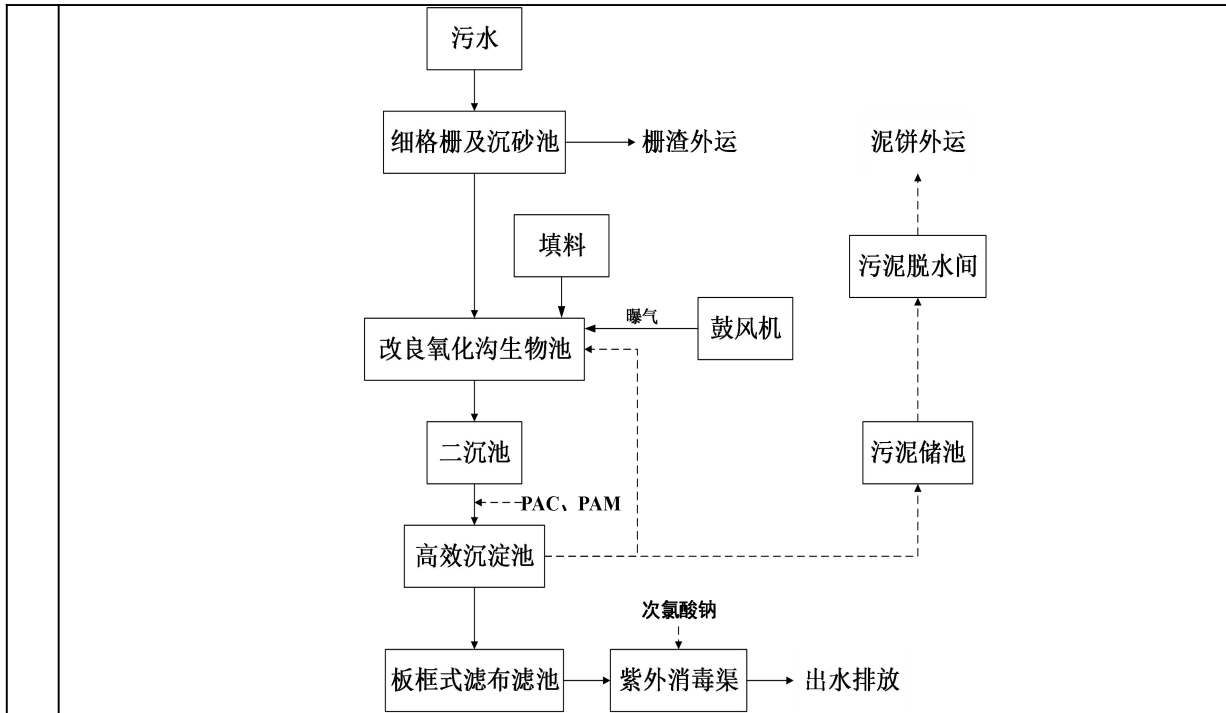 污水
细格栅及沉砂池
栅渣外运
泥饼外运
填料
污泥脱水间
曝气
鼓风机
改良氧化沟生物池
二沉池
污泥储池
PAC、PAM
高效沉淀池
次氯酸钠
板框式滤布滤池
紫外消毒渠
出水排放